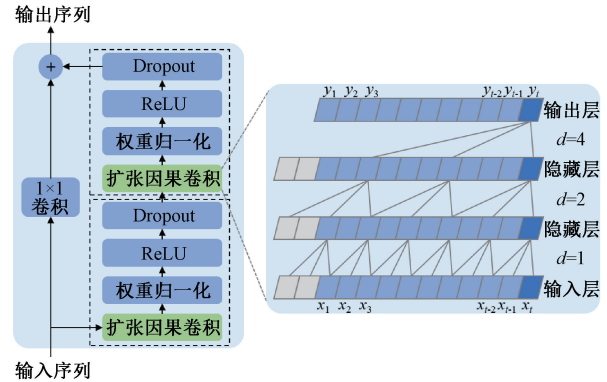 输出序列
+
Dropout
ReLU
权重归一化
扩张因果卷积
1×1
卷积
Dropout
ReLU
权重归一化
扩张因果卷积
输入序列
y₁ y₂ y₃ yₜ₋₂ yₜ₋₁ yₜ
输出层
d=4
隐藏层
d=2
隐藏层
d=1
输入层
x₁ x₂ x₃ xₜ₋₂ xₜ₋₁ xₜ